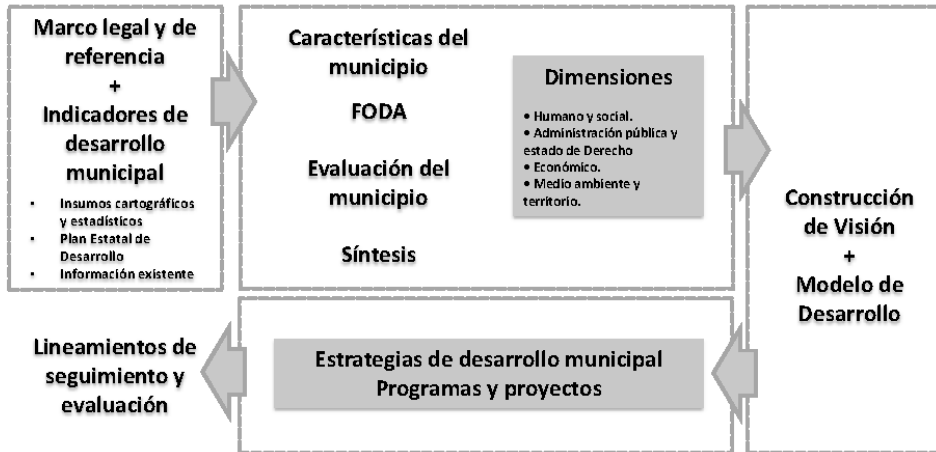 Marco legal y de
referencia
+
Indicadores de
desarrollo
municipal
• Insumos cartográficos
y estadísticos
• Plan Estatal de
Desarrollo
• Información existente
Características del
municipio
FODA
Evaluación del
municipio
Síntesis
Dimensiones
• Humano y social.
• Administración pública y
estado de Derecho
• Económico.
• Medio ambiente y
territorio.
Construcción
de Visión
+
Modelo de
Desarrollo
Estrategias de desarrollo municipal
Programas y proyectos
Lineamientos de
seguimiento y
evaluación